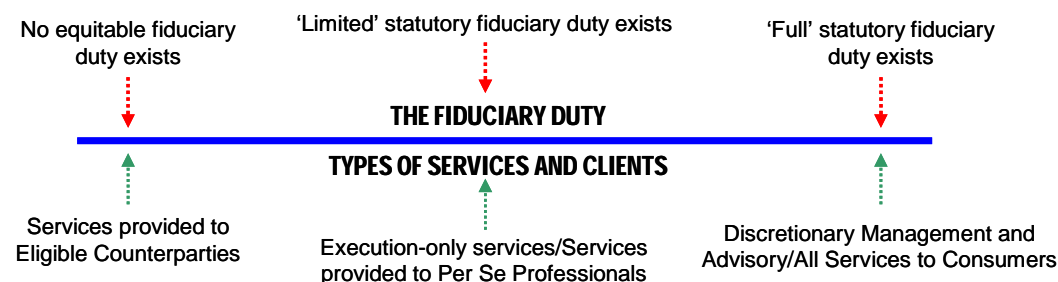 No equitable fiduciary
duty exists
‘Limited’ statutory fiduciary duty exists
‘Full’ statutory fiduciary
duty exists
THE FIDUCIARY DUTY
TYPES OF SERVICES AND CLIENTS
Services provided to
Eligible Counterparties
Execution-only services/Services
provided to Per Se Professionals
Discretionary Management and
Advisory/All Services to Consumers